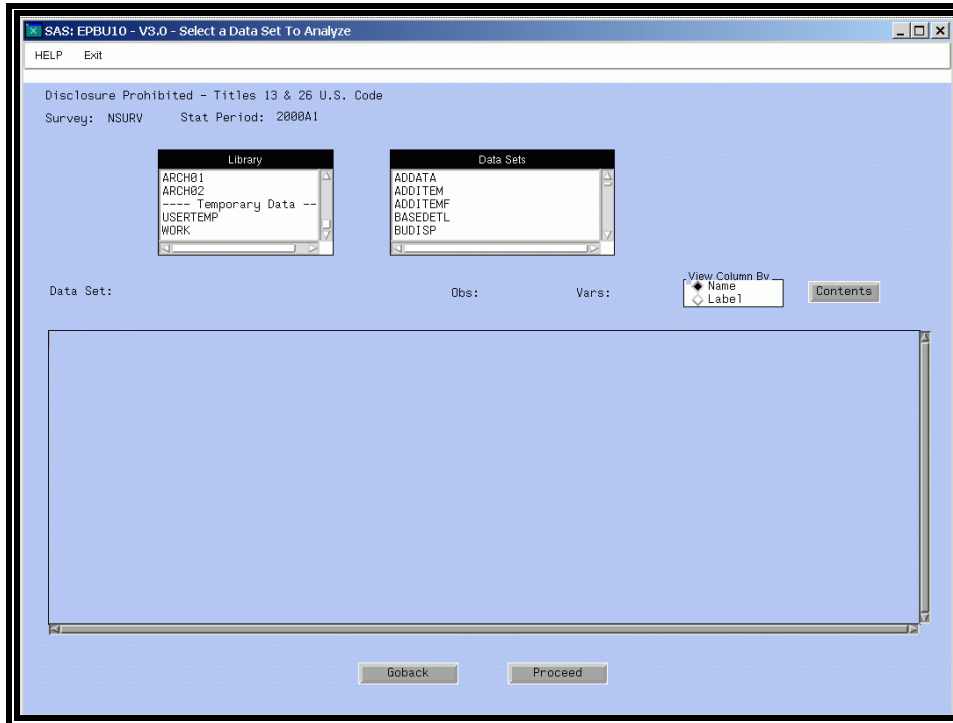 SAS: EPBU10 - V3.0 - Select a Data Set To Analyze
HELP Exit
Disclosure Prohibited - Titles 13 & 26 U.S. Code
Survey: NSURV Stat Period: 2000A1
Library
ARCH01
ARCH02
---- Temporary Data --
USERTEMP
WORK
Data Sets
ADDATA
ADDITEM
ADDITEMF
BASEDETL
BUDISP
Data Set: Obs: Vars:
View Column By
Name
Label
Contents
Goback Proceed